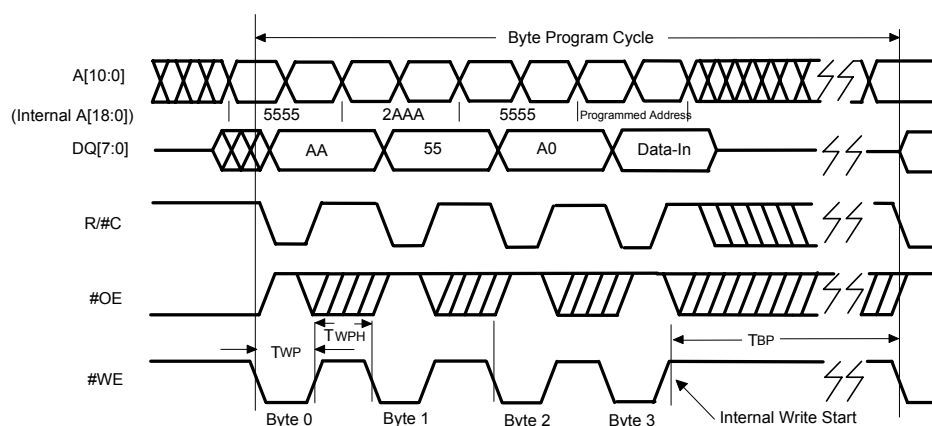 Byte Program Cycle
A[10:0]
(Internal A[18:0])
5555
2AAA
5555
Programmed Address
DQ[7:0]
AA
55
A0
Data-In
R/#C
#OE
TWP
TWPH
TBP
#WE
Byte 0
Byte 1
Byte 2
Byte 3
Internal Write Start